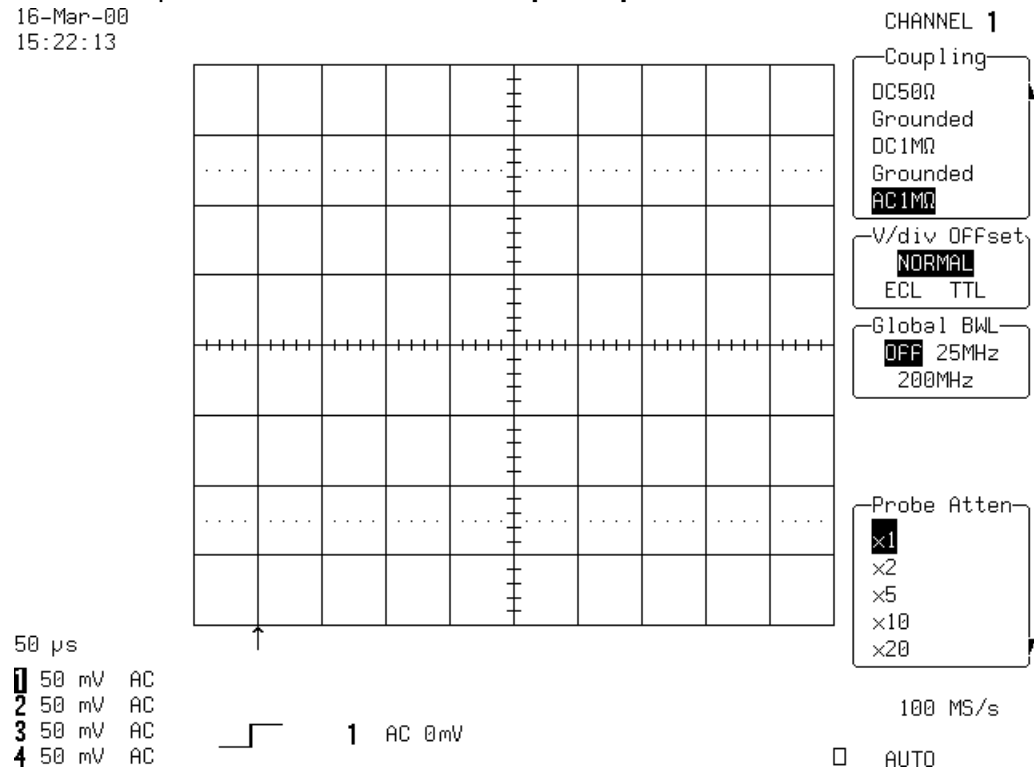 16-Mar-00
15:22:13
CHANNEL 1
Coupling
DC50Ω
Grounded
DC1MΩ
Grounded
AC1MΩ
V/div OFFset
NORMAL
ECL TTL
Global BWL
OFF 25MHz
200MHz
Probe Atten
×1
×2
×5
×10
×20
50 µs
1 50 mV AC
2 50 mV AC
3 50 mV AC
4 50 mV AC
1 AC 0mV
100 MS/s
AUTO